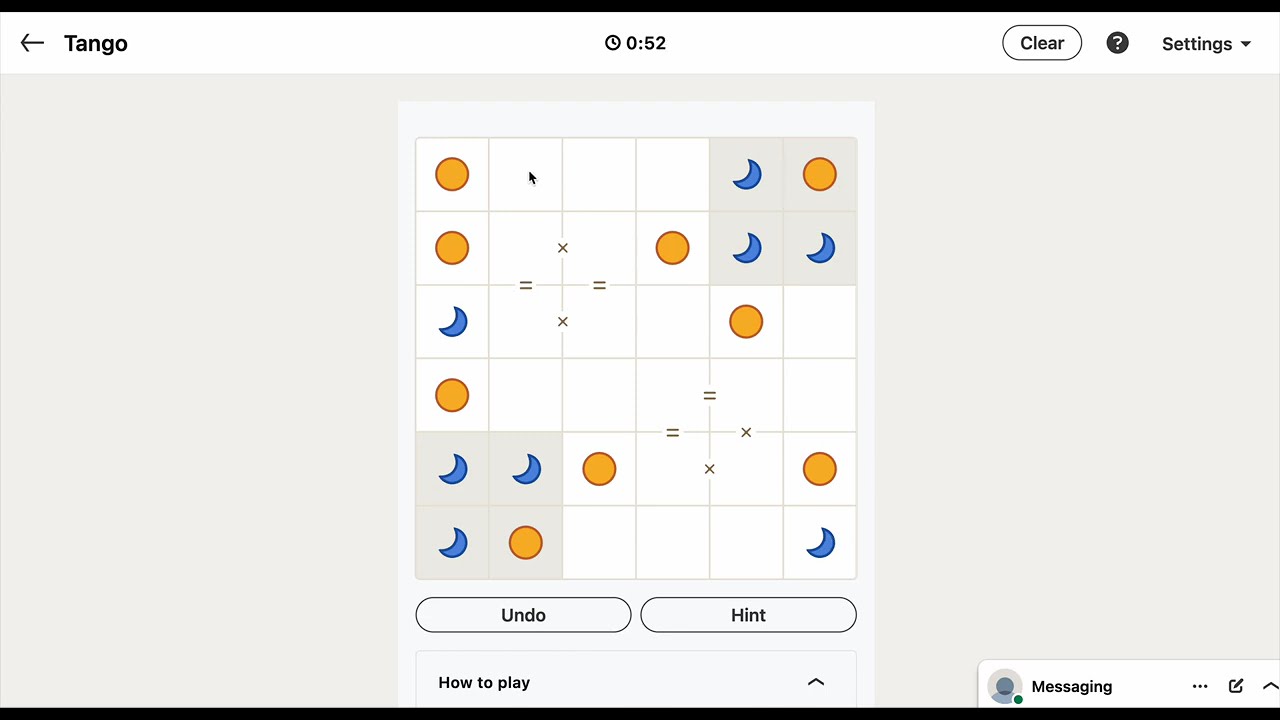 Tango
0:52
Clear
?
Settings
×
= =
×
=
= ×
×
Undo
Hint
How to play
Messaging